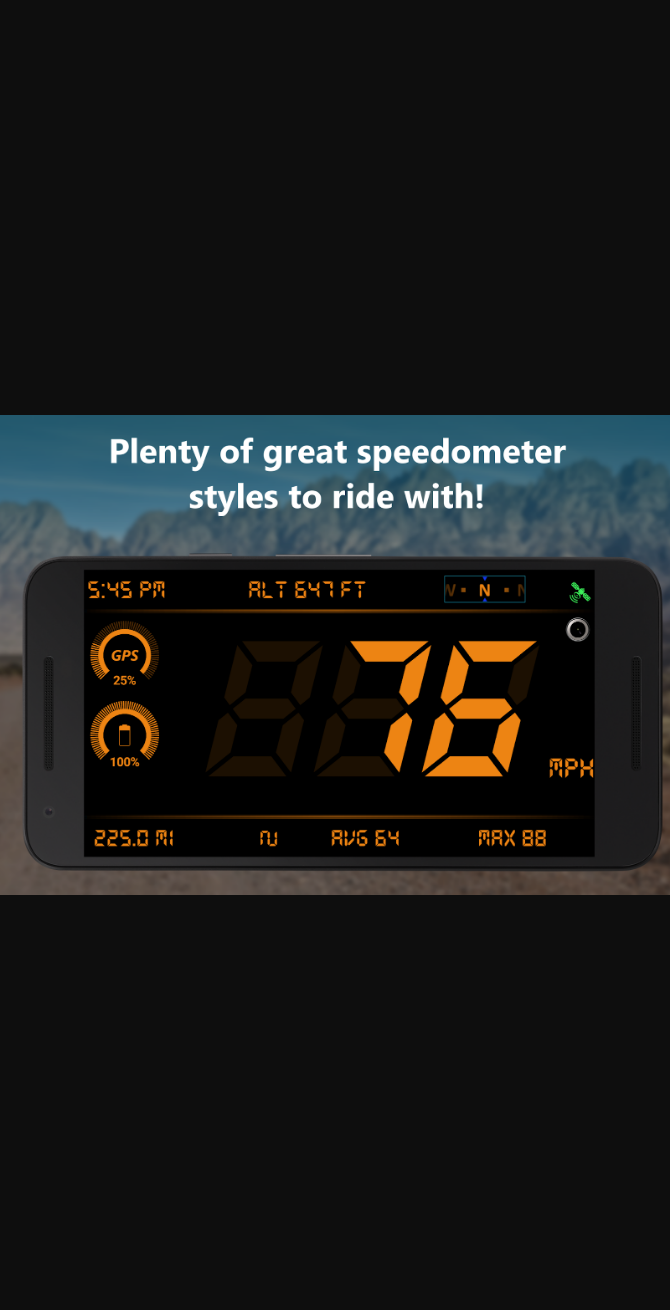 Plenty of great speedometer
styles to ride with!
5:45 PM ALT 647 FT N
GPS
25%
76
100%
MPH
225.0 MI N AVG 64 MAX 88